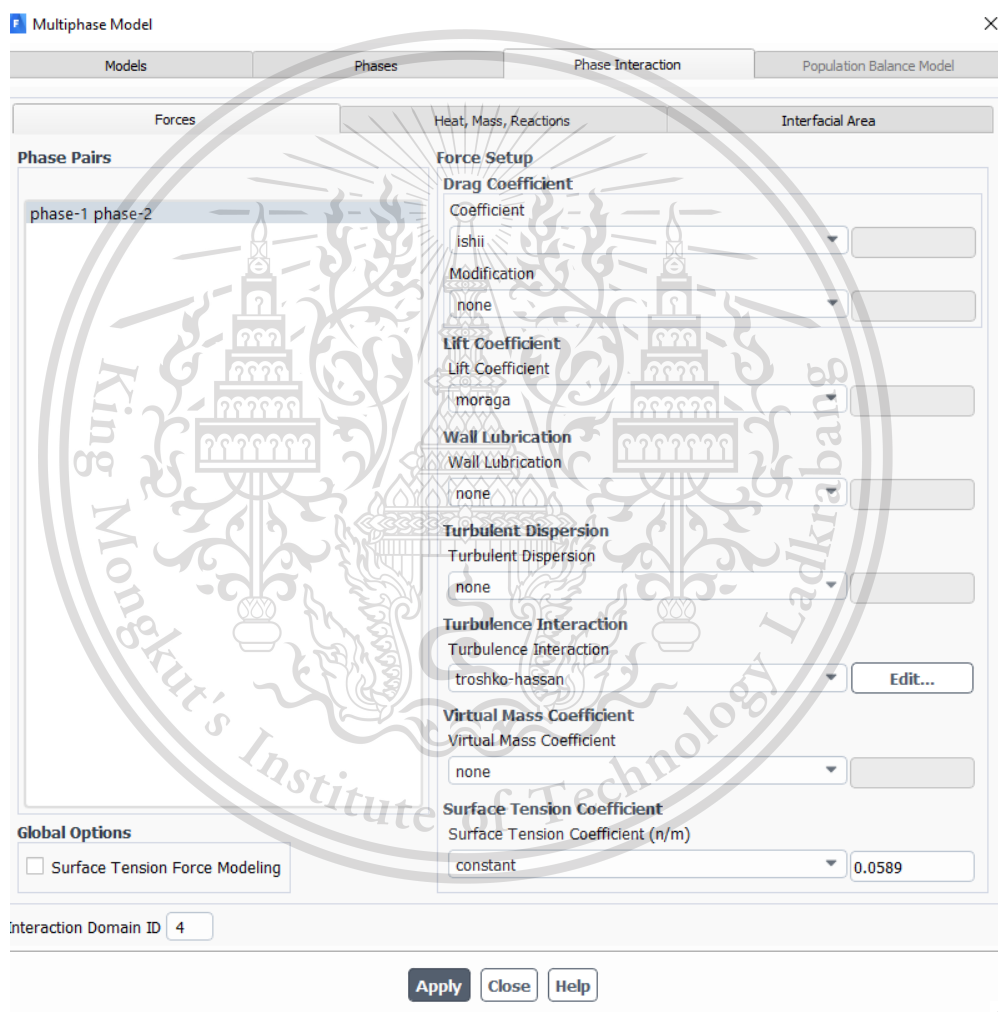 Multiphase Model
Models
Phases
Phase Interaction
Population Balance Model
Forces
Heat, Mass, Reactions
Interfacial Area
Phase Pairs
phase-1 phase-2
Global Options
Surface Tension Force Modeling
Force Setup
Drag Coefficient
Coefficient
ishii
Modification
none
Lift Coefficient
Lift Coefficient
moraga
Wall Lubrication
Wall Lubrication
none
Turbulent Dispersion
Turbulent Dispersion
none
Turbulence Interaction
Turbulence Interaction
troshko-hassan
Edit...
Virtual Mass Coefficient
Virtual Mass Coefficient
none
Surface Tension Coefficient
Surface Tension Coefficient (n/m)
constant
0.0589
Interaction Domain ID 4
Apply
Close
Help
King Mongkut's Institute of Technology Ladkrabang